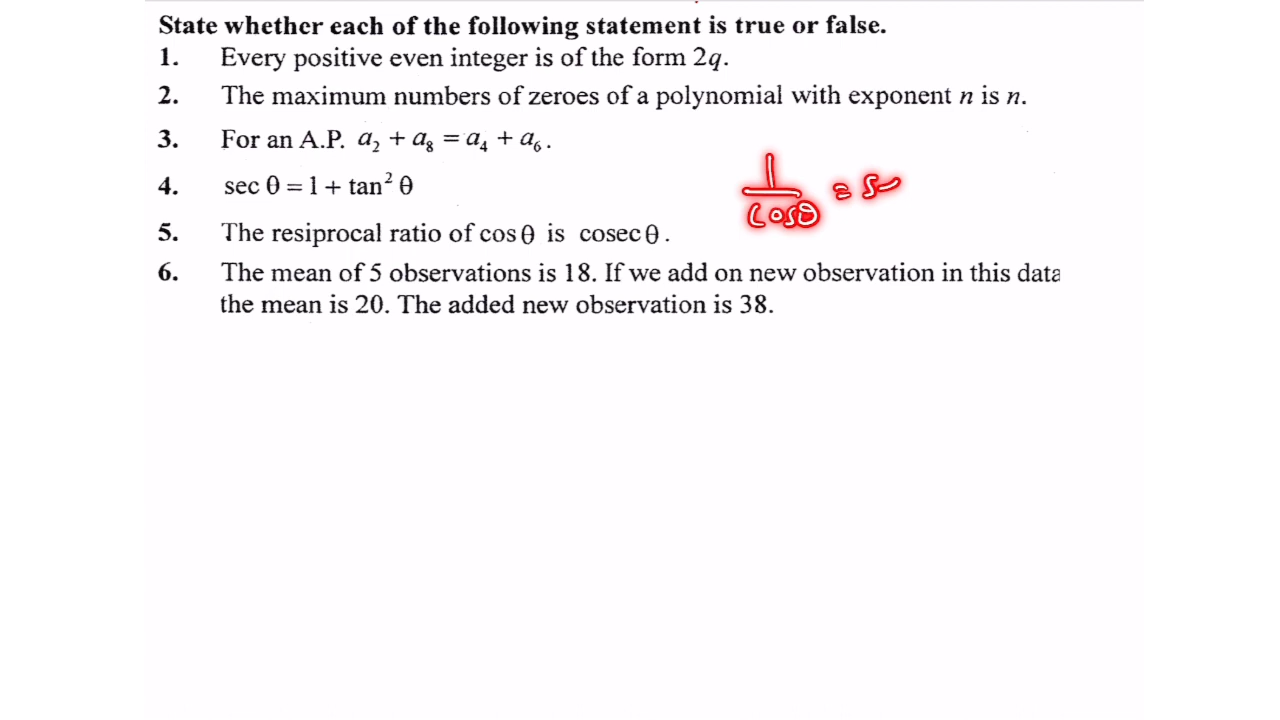 State whether each of the following statement is true or false.
1. Every positive even integer is of the form 2q.
2. The maximum numbers of zeroes of a polynomial with exponent n is n.
3. For an A.P. a₂ + a₈ = a₄ + a₆.
4. sec θ = 1 + tan² θ
1/cosθ =
5. The resiprocal ratio of cos θ is cosec θ.
6. The mean of 5 observations is 18. If we add on new observation in this data
the mean is 20. The added new observation is 38.